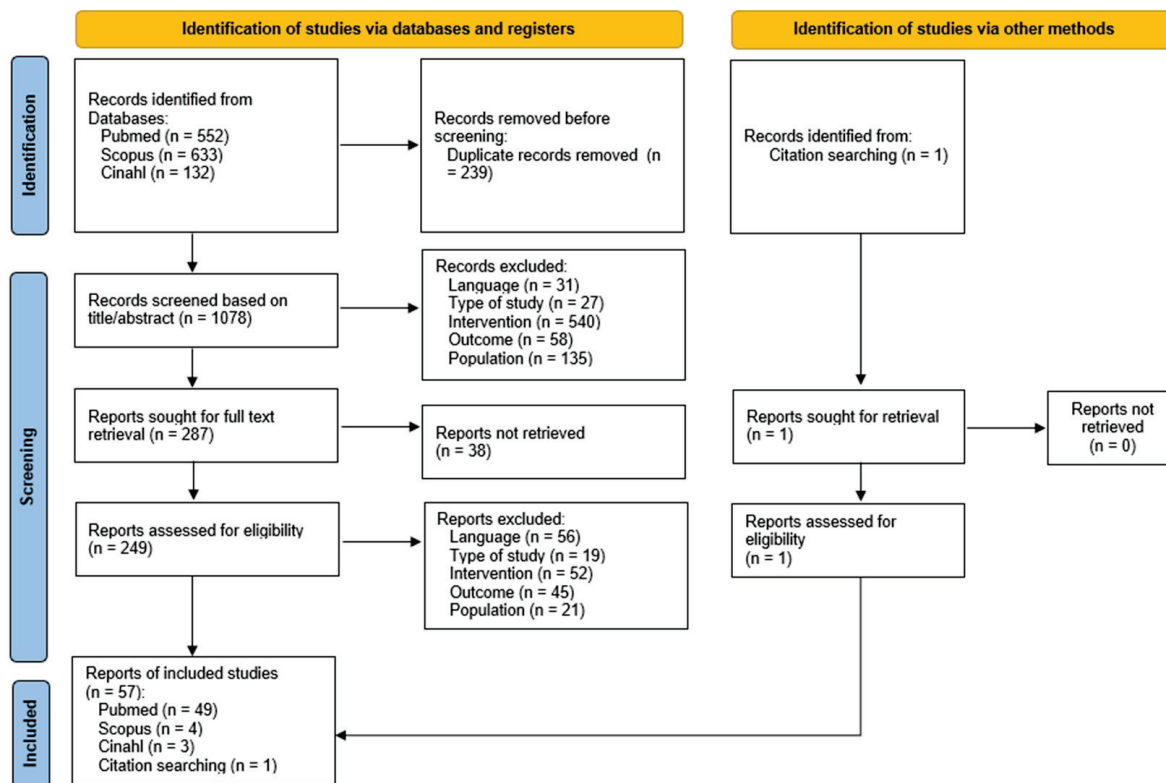 Identification of studies via databases and registers
Identification of studies via other methods
Identification
Records identified from
Databases:
Pubmed (n = 552)
Scopus (n = 633)
Cinahl (n = 132)
Records removed before
screening:
Duplicate records removed (n
= 239)
Records identified from:
Citation searching (n = 1)
Screening
Records screened based on
title/abstract (n = 1078)
Records excluded:
Language (n = 31)
Type of study (n = 27)
Intervention (n = 540)
Outcome (n = 58)
Population (n = 135)
Reports sought for full text
retrieval (n = 287)
Reports not retrieved
(n = 38)
Reports sought for retrieval
(n = 1)
Reports not
retrieved
(n = 0)
Reports assessed for eligibility
(n = 249)
Reports excluded:
Language (n = 56)
Type of study (n = 19)
Intervention (n = 52)
Outcome (n = 45)
Population (n = 21)
Reports assessed for
eligibility
(n = 1)
Included
Reports of included studies
(n = 57):
Pubmed (n = 49)
Scopus (n = 4)
Cinahl (n = 3)
Citation searching (n = 1)